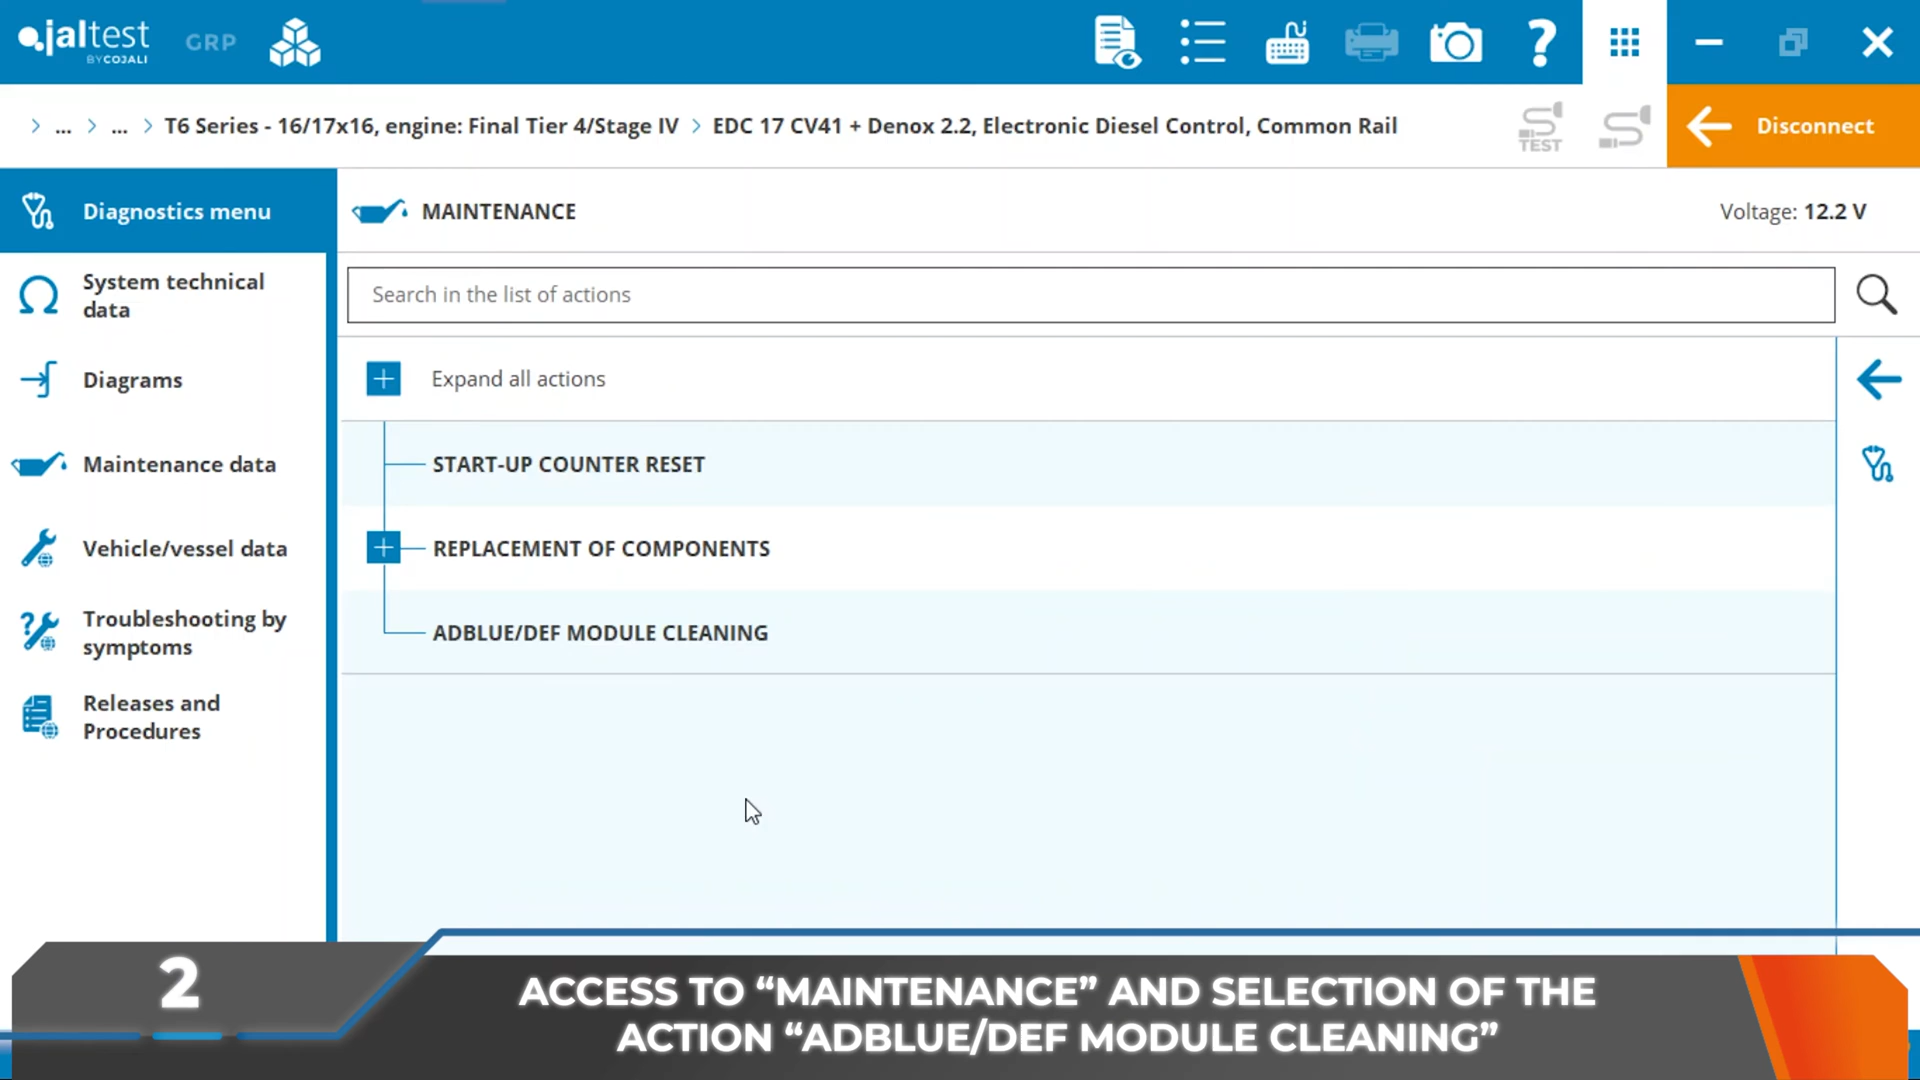 jaltest
BY COJALI
GRP
> ... > ... > T6 Series - 16/17x16, engine: Final Tier 4/Stage IV > EDC 17 CV41 + Denox 2.2, Electronic Diesel Control, Common Rail
TEST
Disconnect
Diagnostics menu
MAINTENANCE
Voltage: 12.2 V
System technical
data
Search in the list of actions
Diagrams
Expand all actions
Maintenance data
START-UP COUNTER RESET
Vehicle/vessel data
REPLACEMENT OF COMPONENTS
Troubleshooting by
symptoms
ADBLUE/DEF MODULE CLEANING
Releases and
Procedures
2
ACCESS TO “MAINTENANCE” AND SELECTION OF THE
ACTION “ADBLUE/DEF MODULE CLEANING”